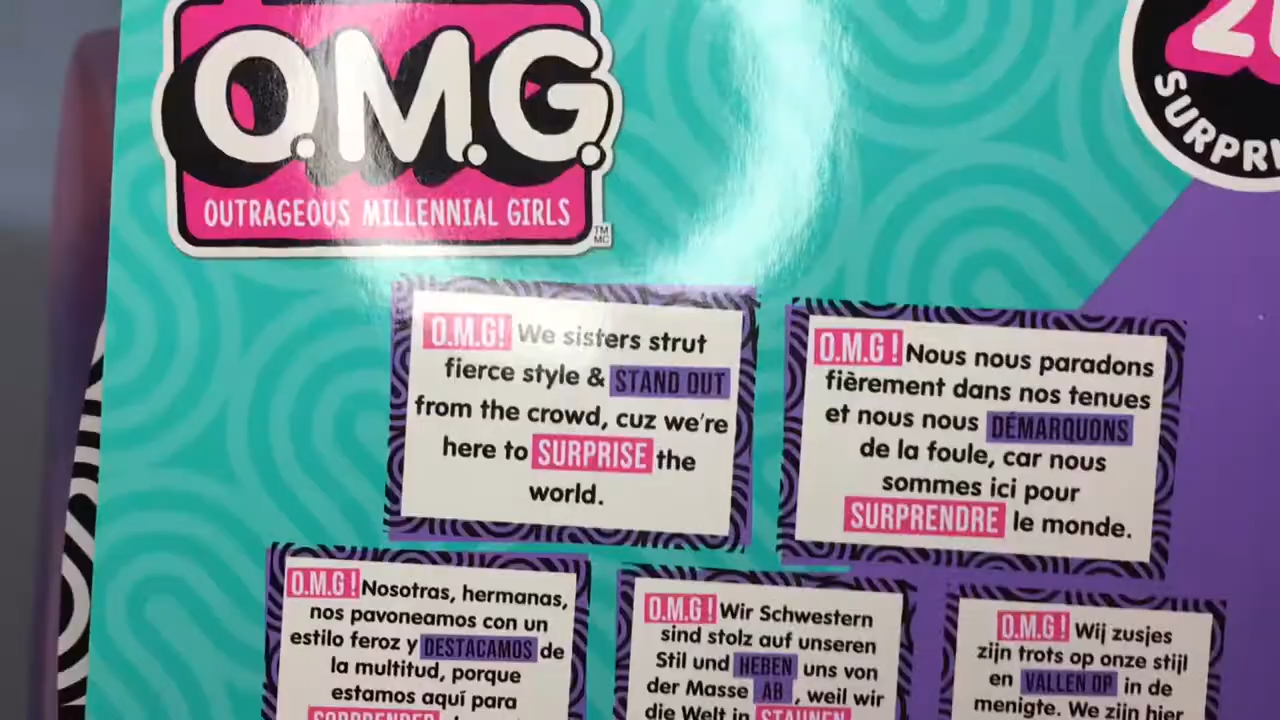 O.M.G.
OUTRAGEOUS MILLENNIAL GIRLS
TM
MC
SURPRI
O.M.G! We sisters strut
fierce style & STAND OUT
from the crowd, cuz we're
here to SURPRISE the
world.
O.M.G! Nous nous paradons
fièrement dans nos tenues
et nous nous DÉMARQUONS
de la foule, car nous
sommes ici pour
SURPRENDRE le monde.
O.M.G! Nosotras, hermanas,
nos pavoneamos con un
estilo feroz y DESTACAMOS de
la multitud, porque
estamos aquí para
SORPRENDER
O.M.G! Wir Schwestern
sind stolz auf unseren
Stil und HEBEN uns von
der Masse AB, weil wir
die Welt in STAUNEN
O.M.G! Wij zusjes
zijn trots op onze stijl
en VALLEN OP in de
menigte. We zijn hier